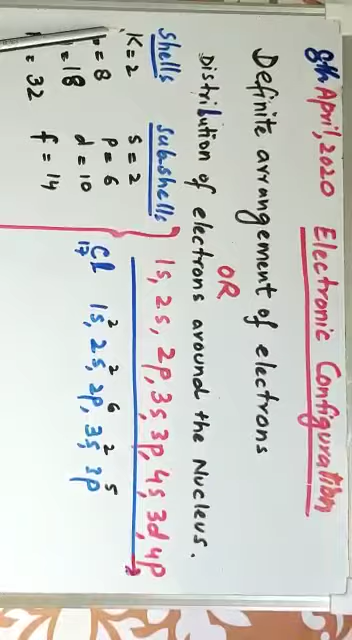 8th April, 2020 Electronic Configuration
Definite arrangement of electrons
OR
Distribution of electrons around the Nucleus.
Shells Subshells 1s, 2s, 2p, 3s, 3p, 4s, 3d, 4p
K = 2 s = 2
= 8 p = 6 17Cl 1s², 2s², 2p⁶, 3s², 3p⁵
= 18 d = 10
= 32 f = 14